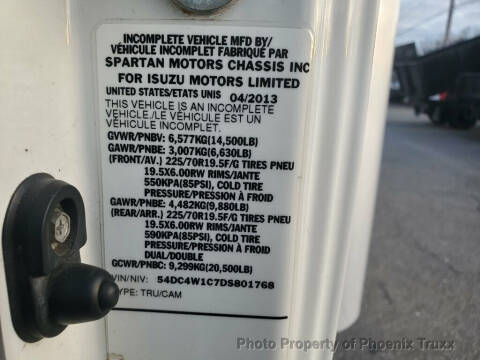 INCOMPLETE VEHICLE MFD BY/
VÉHICULE INCOMPLET FABRIQUÉ PAR
SPARTAN MOTORS CHASSIS INC
FOR ISUZU MOTORS LIMITED
UNITED STATES/ETATS UNIS 04/2013
THIS VEHICLE IS AN INCOMPLETE
VEHICLE./LE VÉHICULE EST UN
VÉHICULE INCOMPLET.
GVWR/PNBV: 6,577KG(14,500LB)
GAWR/PNBE: 3,007KG(6,630LB)
(FRONT/AV.) 225/70R19.5F/G TIRES PNEU
19.5X6.00RW RIMS/JANTE
550KPA(85PSI), COLD TIRE
PRESSURE/PRESSION À FROID
GAWR/PNBE: 4,482KG(9,880LB)
(REAR/ARR.) 225/70R19.5F/G TIRES PNEU
19.5X6.00RW RIMS/JANTE
590KPA(85PSI), COLD TIRE
PRESSURE/PRESSION À FROID
DUAL/DOUBLE
GCWR/PNBC: 9,299KG(20,500LB)
VIN/NIV: 54DC4W1C7DS801768
TYPE: TRU/CAM
Photo Property of Phoenix Truxx